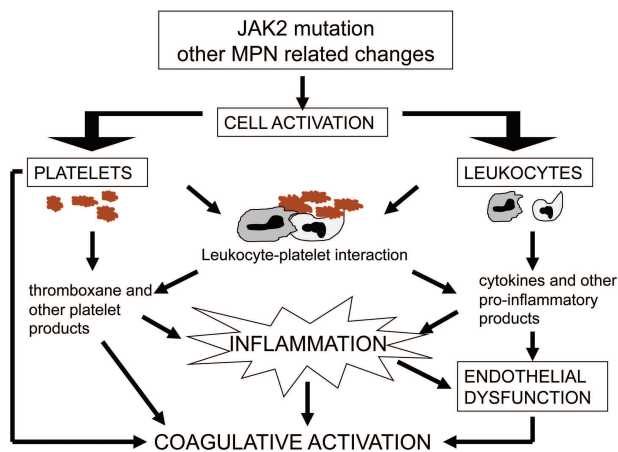 JAK2 mutation
other MPN related changes
CELL ACTIVATION
PLATELETS
LEUKOCYTES
Leukocyte-platelet interaction
thromboxane and
other platelet
products
cytokines and other
pro-inflammatory
products
INFLAMMATION
ENDOTHELIAL
DYSFUNCTION
COAGULATIVE ACTIVATION